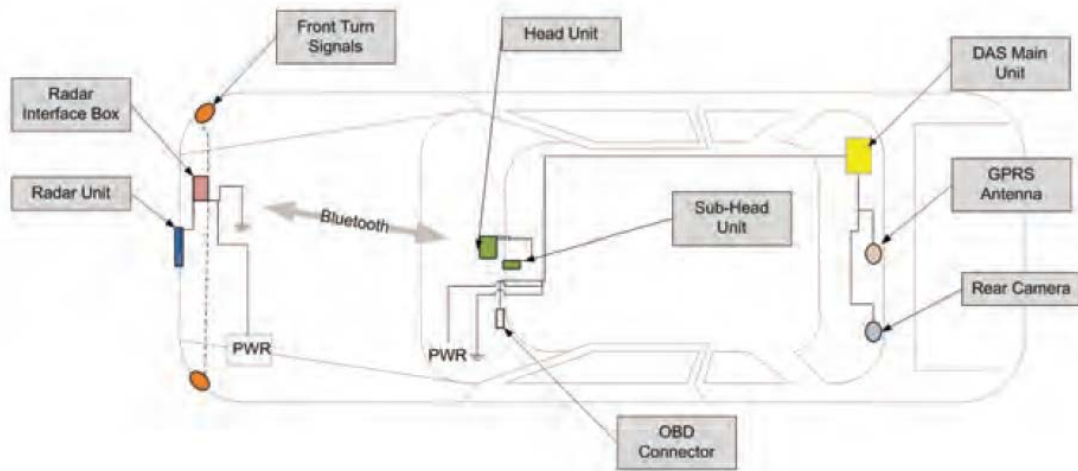 Front Turn
Signals
Head Unit
DAS Main
Unit
Radar
Interface Box
Radar Unit
Bluetooth
Sub-Head
Unit
GPRS
Antenna
Rear Camera
PWR
PWR
OBD
Connector